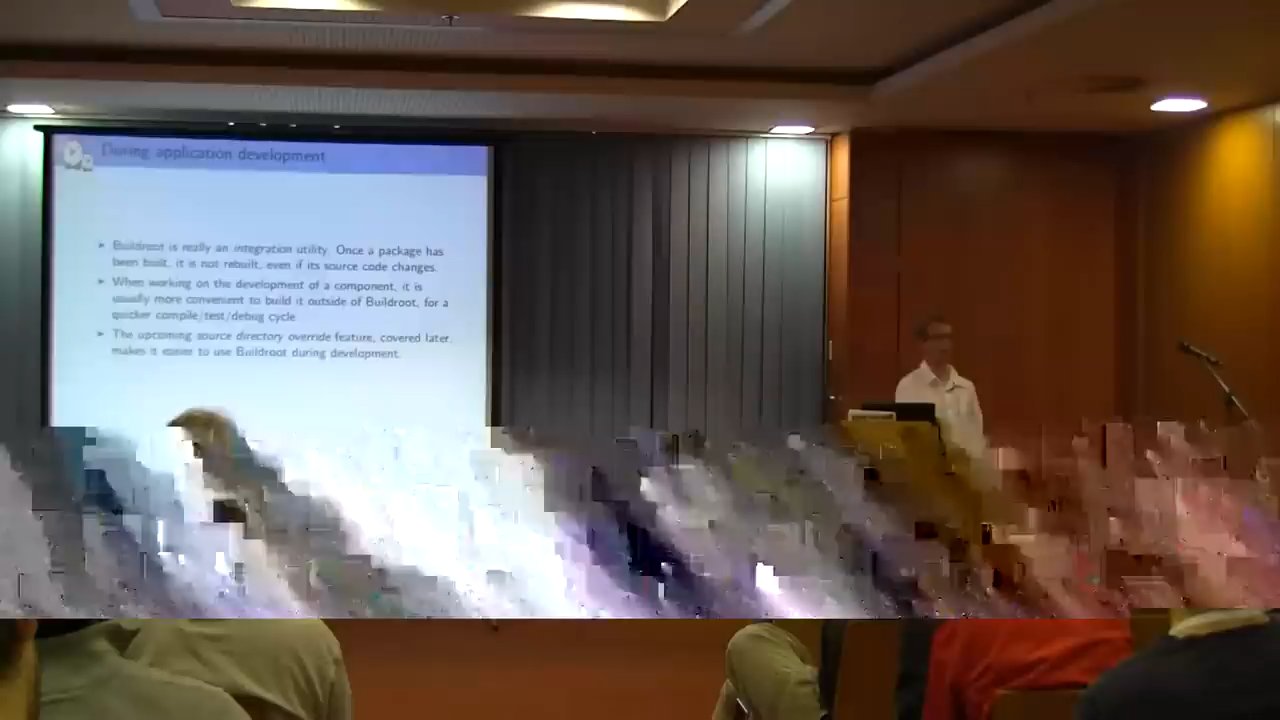 During application development
Buildroot is really an integration utility. Once a package has
been built, it is not rebuilt, even if its source code changes.
When working on the development of a component, it is
usually more convenient to build it outside of Buildroot, for a
quicker compile/test/debug cycle
The upcoming source directory override feature, covered later,
makes it easier to use Buildroot during development.